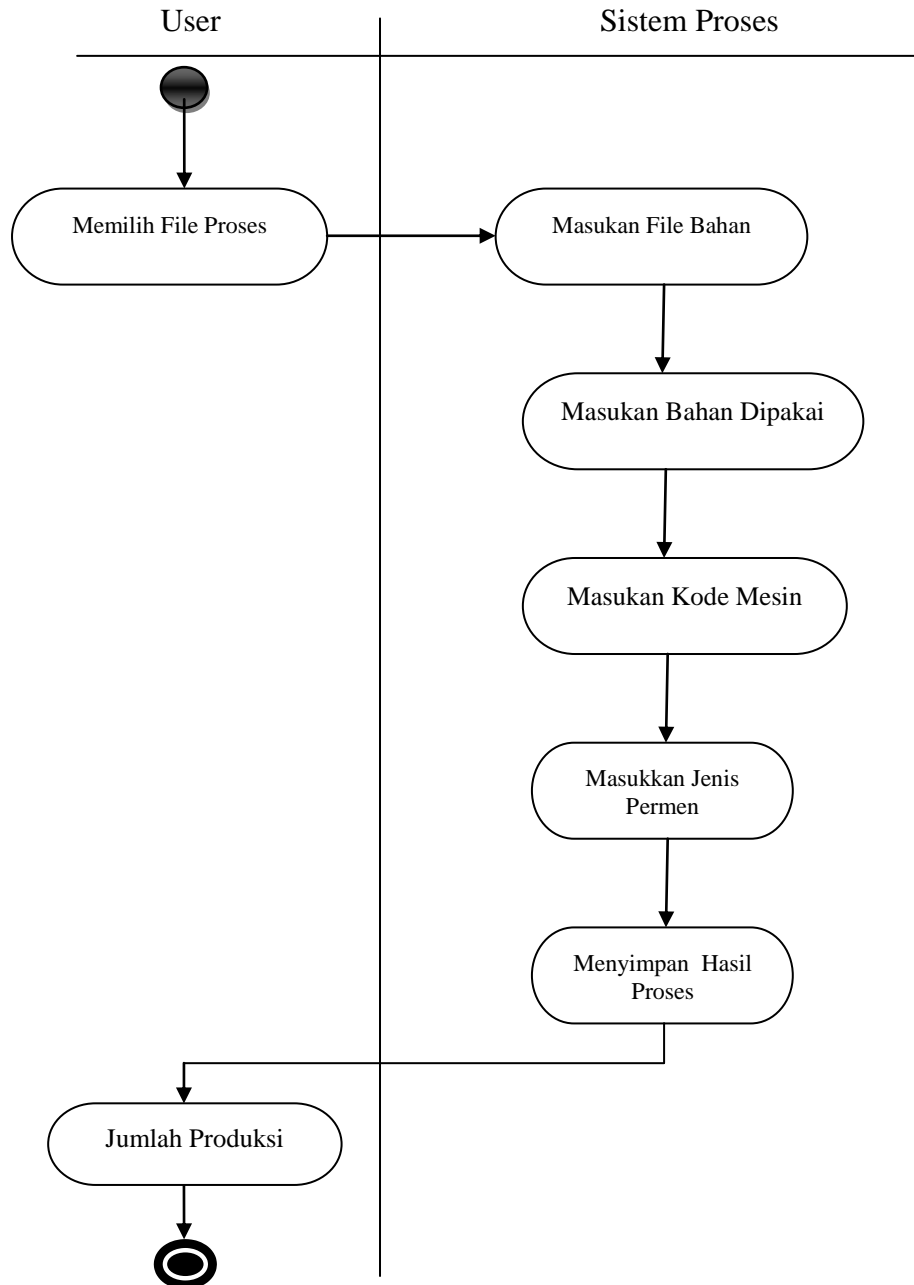 User
Sistem Proses
Memilih File Proses
Masukan File Bahan
Masukan Bahan Dipakai
Masukan Kode Mesin
Masukkan Jenis
Permen
Menyimpan  Hasil
Proses
Jumlah Produksi